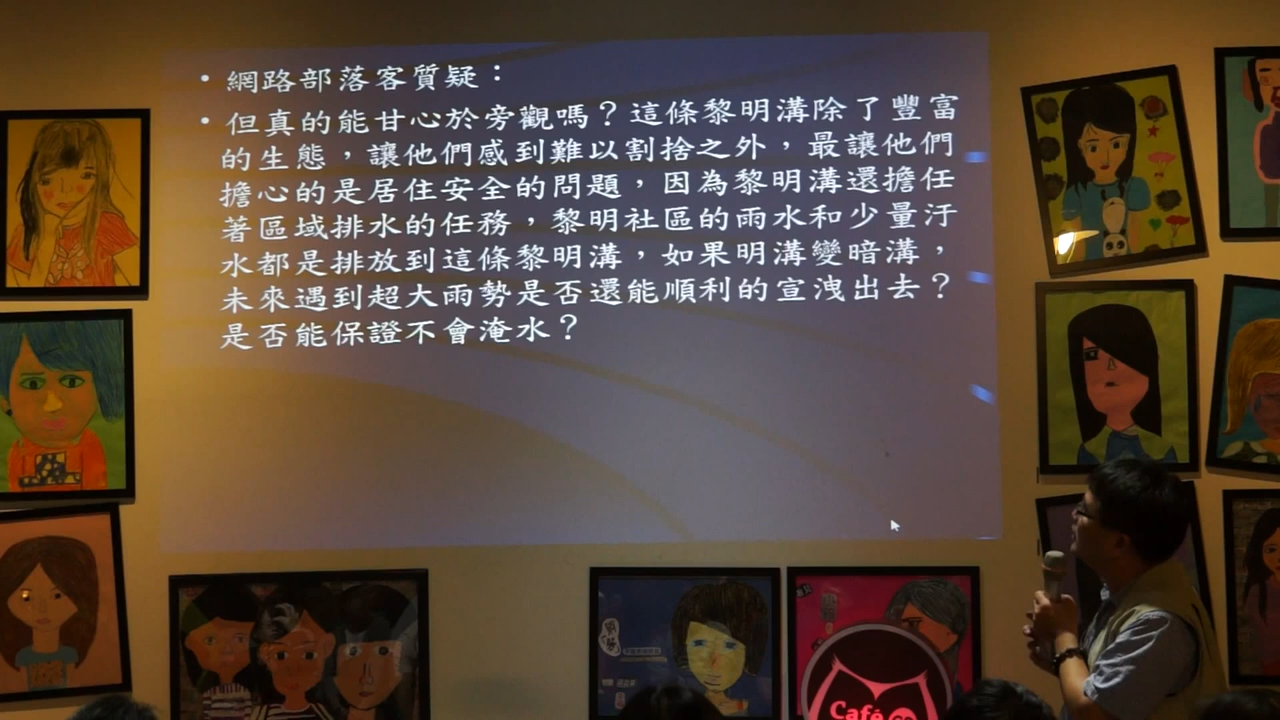 • 網路部落客質疑：
• 但真的能甘心於旁觀嗎？這條黎明溝除了豐富
的生態，讓他們感到難以割捨之外，最讓他們
擔心的是居住安全的問題，因為黎明溝還擔任
著區域排水的任務，黎明社區的雨水和少量汙
水都是排放到這條黎明溝，如果明溝變暗溝，
未來遇到超大雨勢是否還能順利的宣洩出去？
是否能保證不會淹水？
Café